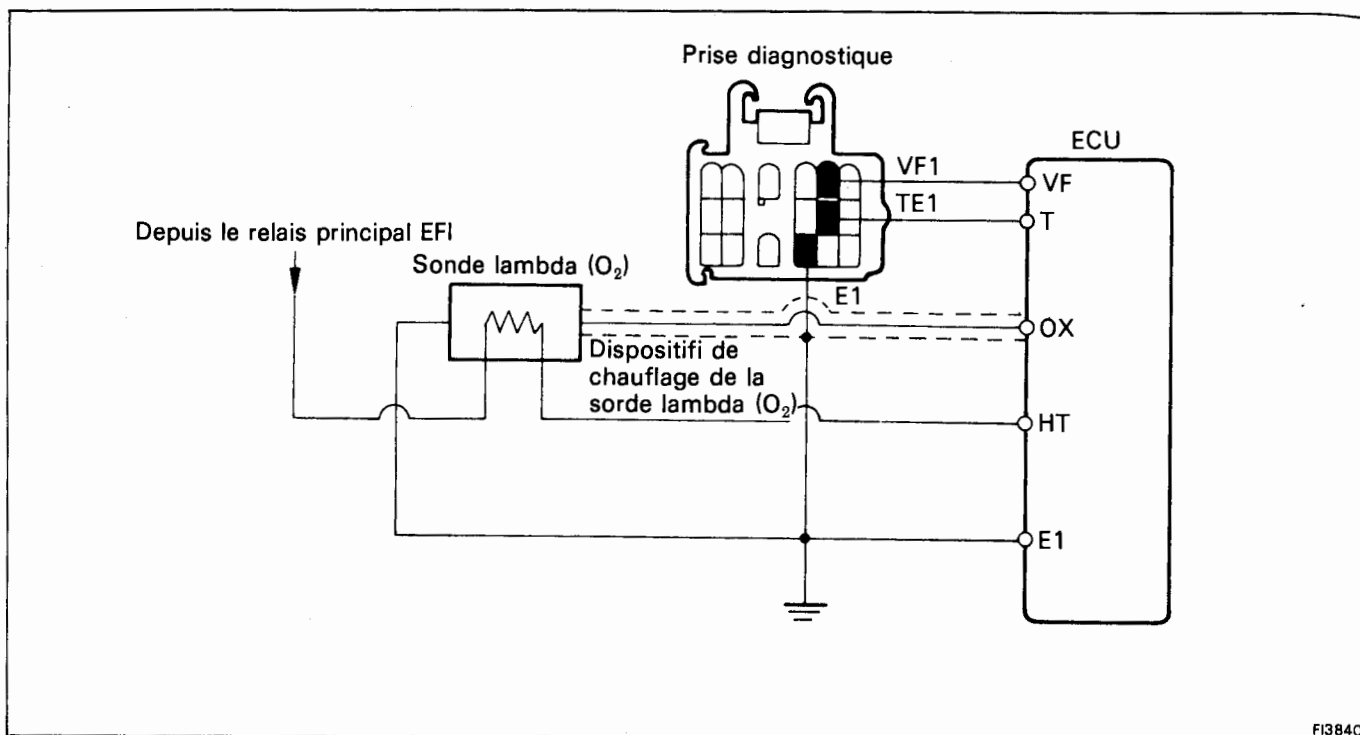 Prise diagnostique
ECU
VF1
VF
TE1
T
Depuis le relais principal EFI
Sonde lambda (O₂)
E1
OX
Dispositifi de
chauflage de la
sorde lambda (O₂)
HT
E1
FI3840